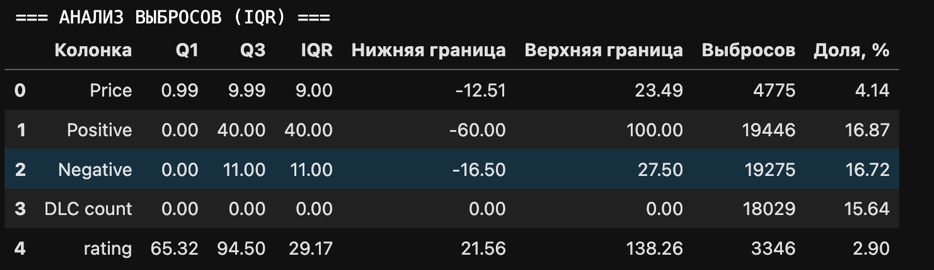 === АНАЛИЗ ВЫБРОСОВ (IQR) ===
Колонка Q1 Q3 IQR Нижняя граница Верхняя граница Выбросов Доля, %
0 Price 0.99 9.99 9.00 -12.51 23.49 4775 4.14
1 Positive 0.00 40.00 40.00 -60.00 100.00 19446 16.87
2 Negative 0.00 11.00 11.00 -16.50 27.50 19275 16.72
3 DLC count 0.00 0.00 0.00 0.00 0.00 18029 15.64
4 rating 65.32 94.50 29.17 21.56 138.26 3346 2.90